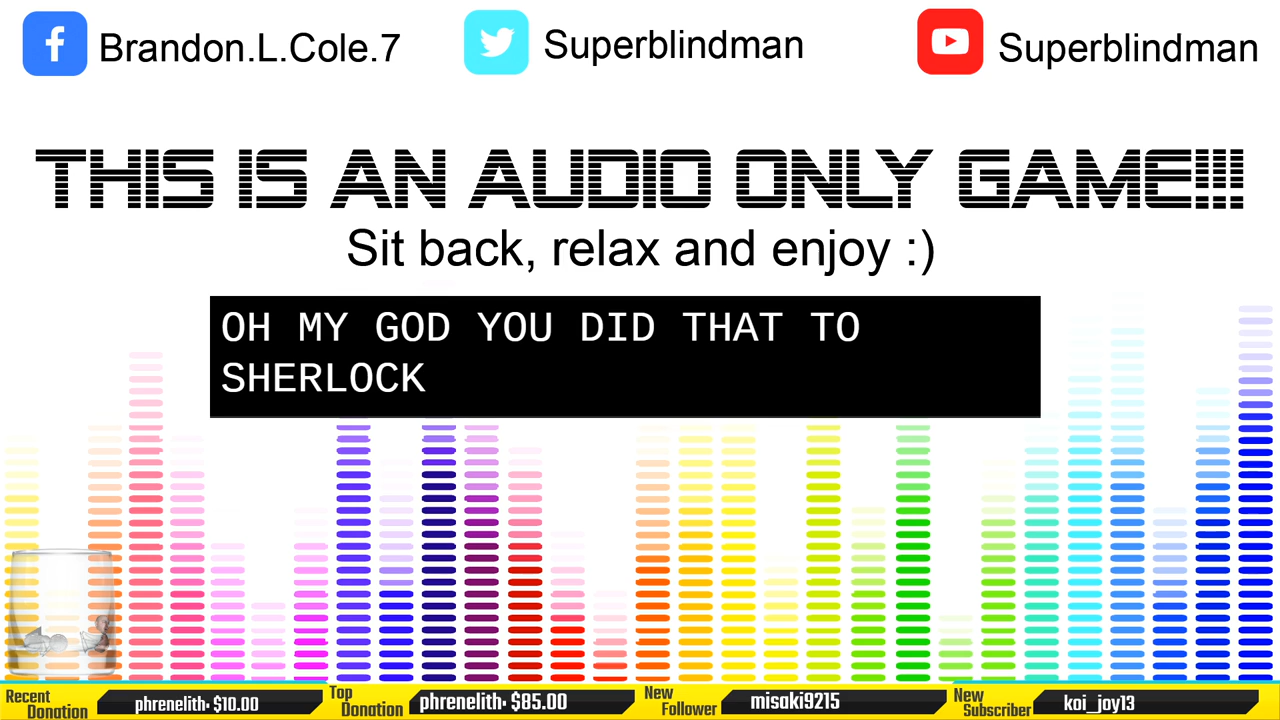 Brandon.L.Cole.7
Superblindman
Superblindman
THIS IS AN AUDIO ONLY GAME!!!
Sit back, relax and enjoy :)
OH MY GOD YOU DID THAT TO
SHERLOCK
Recent Donation
phrenelith: $10.00
Top Donation
phrenelith: $85.00
New Follower
misaki9215
New Subscriber
koi_joy13